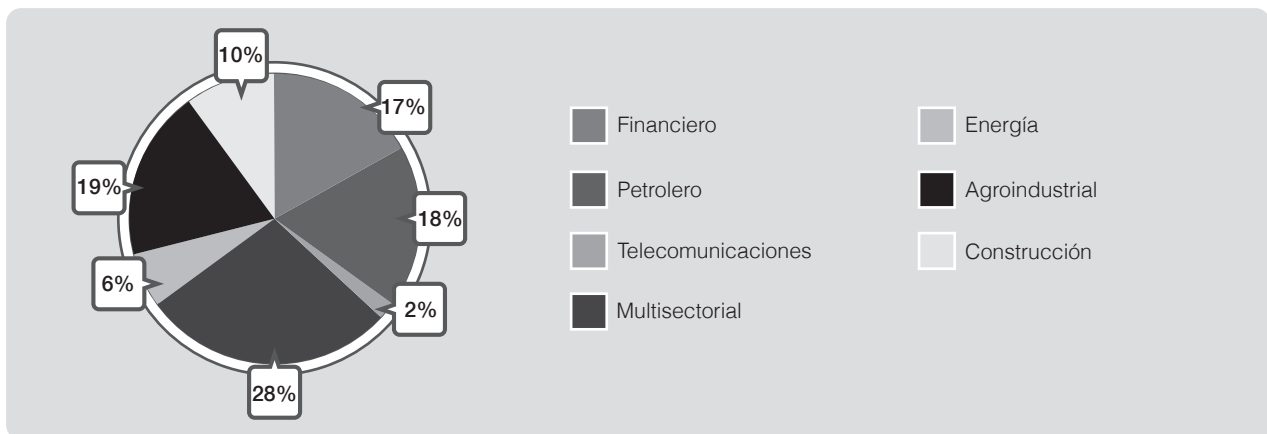 10%
17%
19%
18%
6%
2%
28%
Financiero
Petrolero
Telecomunicaciones
Multisectorial
Energía
Agroindustrial
Construcción